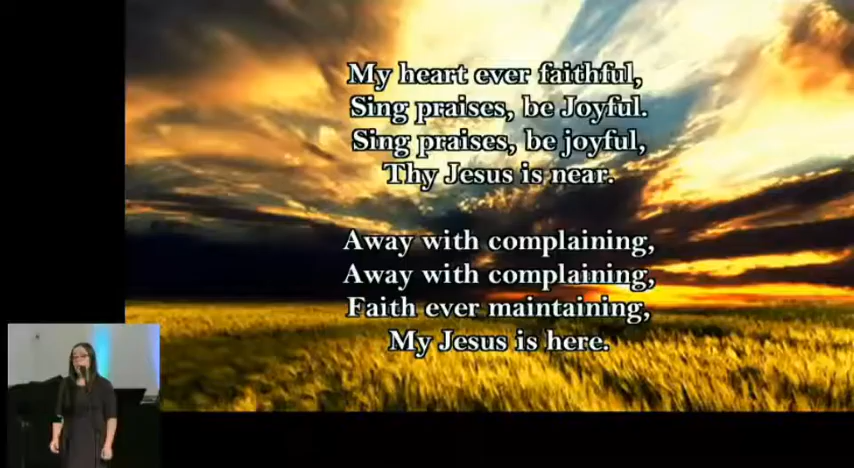 My heart ever faithful,
Sing praises, be Joyful.
Sing praises, be joyful,
Thy Jesus is near.
Away with complaining,
Away with complaining,
Faith ever maintaining,
My Jesus is here.